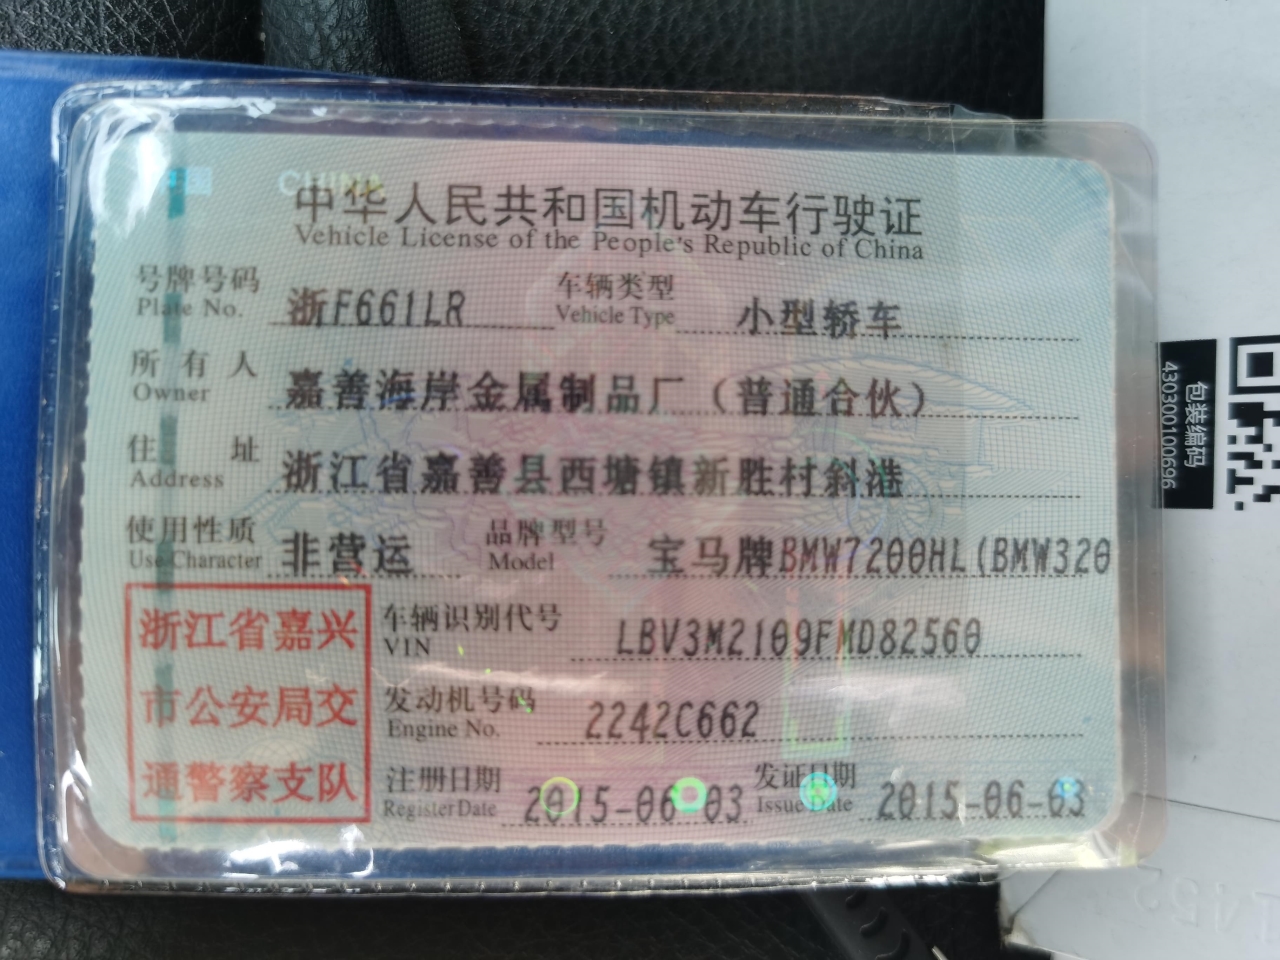 CHINA
中华人民共和国机动车行驶证
Vehicle License of the People's Republic of China
号牌号码 浙F661LR 车辆类型 小型轿车
Plate No. Vehicle Type
所有人 嘉善海岸金属制品厂（普通合伙）
Owner
住址 浙江省嘉善县西塘镇新胜村斜港
Address
使用性质 非营运 品牌型号 宝马牌BMW7200HL(BMW320
Use Character Model
浙江省嘉兴
市公安局交
通警察支队
车辆识别代号 LBV3M2109FMD82560
VIN
发动机号码 2242C662
Engine No.
注册日期 2015-06-03 发证日期 2015-06-03
Register Date Issue Date
包装编码
430300100696